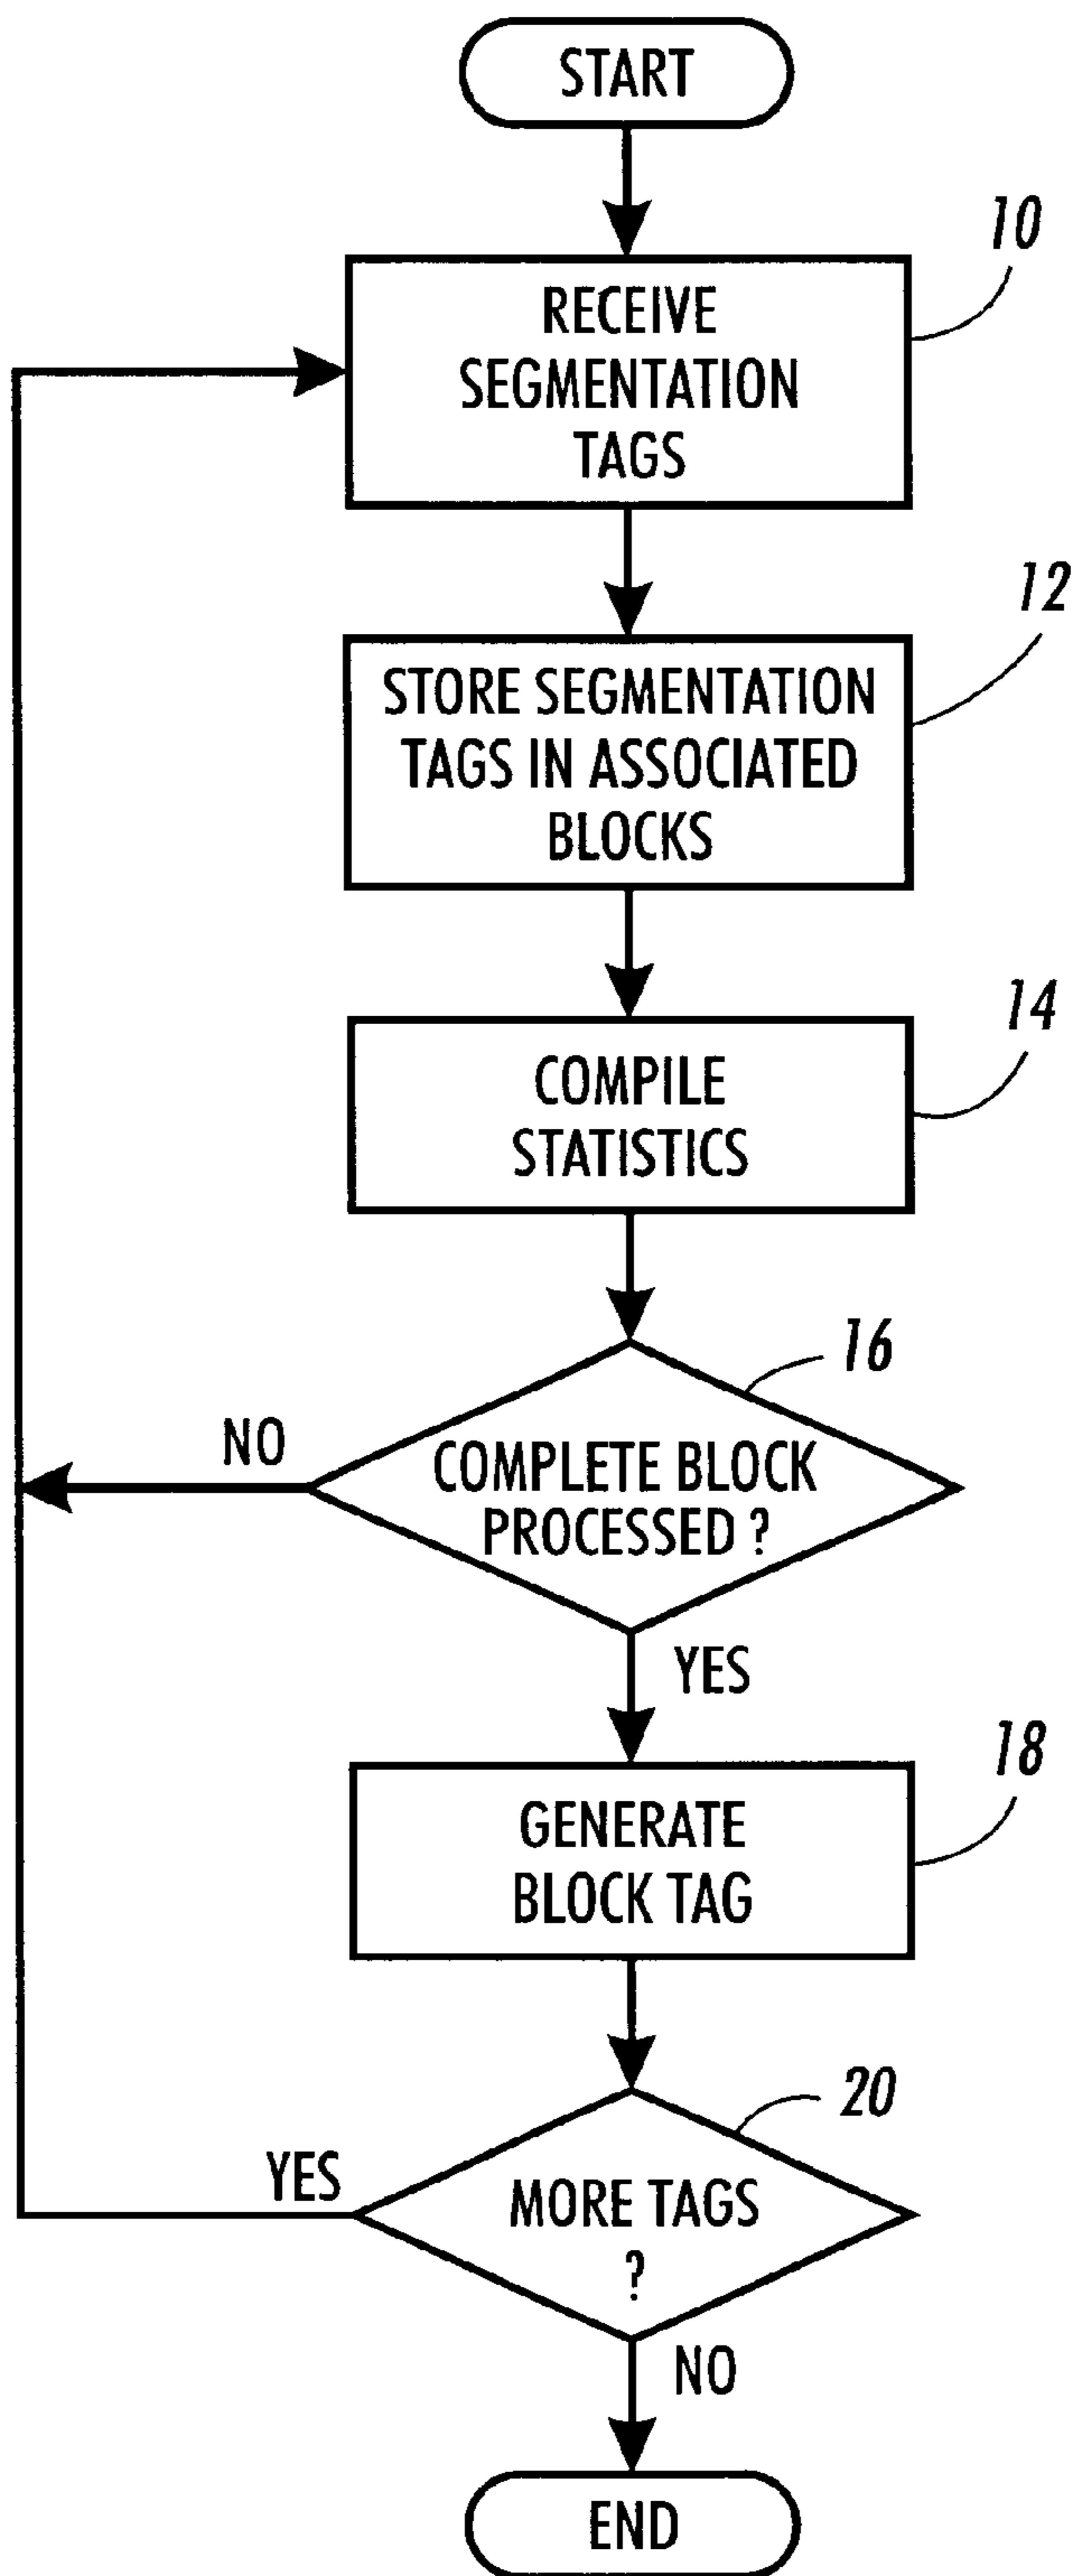 START
10
RECEIVE
SEGMENTATION
TAGS
12
STORE SEGMENTATION
TAGS IN ASSOCIATED
BLOCKS
14
COMPILE
STATISTICS
16
NO
COMPLETE BLOCK
PROCESSED ?
YES
18
GENERATE
BLOCK TAG
20
YES
MORE TAGS
?
NO
END